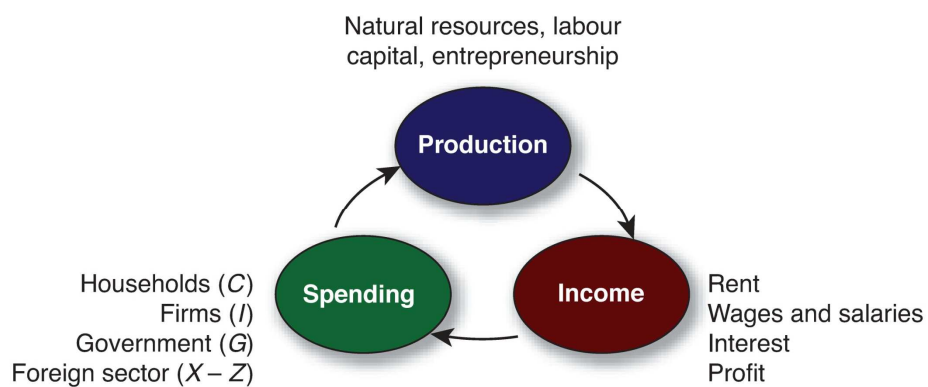 Natural resources, labour
capital, entrepreneurship
Production
Households (C)
Firms (I)
Government (G)
Foreign sector (X – Z)
Spending
Income
Rent
Wages and salaries
Interest
Profit